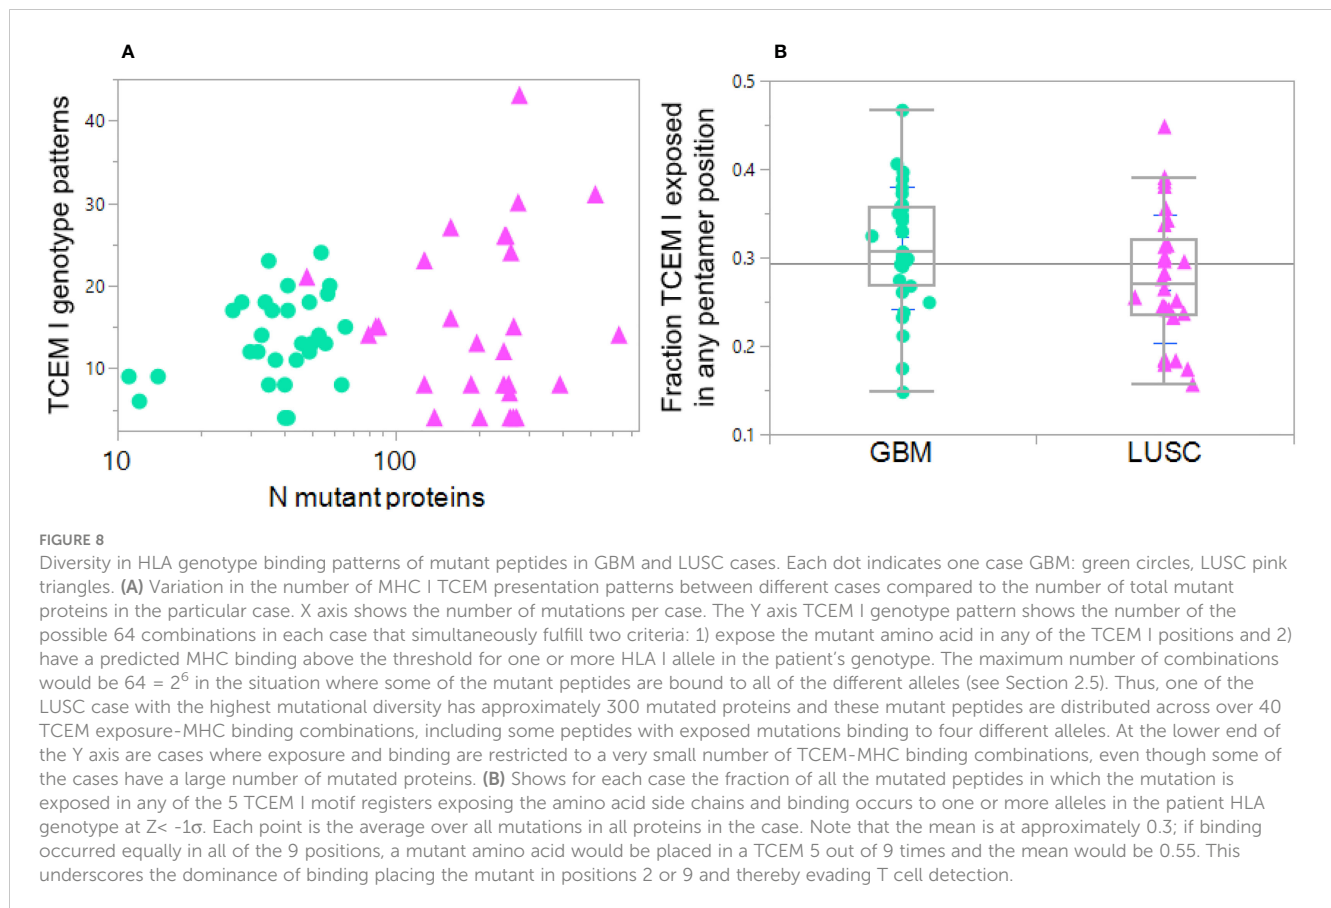 A
B
TCEM I genotype patterns
40
30
20
10
10
100
N mutant proteins
Fraction TCEM I exposed
in any pentamer position
0.5
0.4
0.3
0.2
0.1
GBM
LUSC
FIGURE 8
Diversity in HLA genotype binding patterns of mutant peptides in GBM and LUSC cases. Each dot indicates one case GBM: green circles, LUSC pink
triangles. (A) Variation in the number of MHC I TCEM presentation patterns between different cases compared to the number of total mutant
proteins in the particular case. X axis shows the number of mutations per case. The Y axis TCEM I genotype pattern shows the number of the
possible 64 combinations in each case that simultaneously fulfill two criteria: 1) expose the mutant amino acid in any of the TCEM I positions and 2)
have a predicted MHC binding above the threshold for one or more HLA I allele in the patient's genotype. The maximum number of combinations
would be 64 = 2⁶ in the situation where some of the mutant peptides are bound to all of the different alleles (see Section 2.5). Thus, one of the
LUSC case with the highest mutational diversity has approximately 300 mutated proteins and these mutant peptides are distributed across over 40
TCEM exposure-MHC binding combinations, including some peptides with exposed mutations binding to four different alleles. At the lower end of
the Y axis are cases where exposure and binding are restricted to a very small number of TCEM-MHC binding combinations, even though some of
the cases have a large number of mutated proteins. (B) Shows for each case the fraction of all the mutated peptides in which the mutation is
exposed in any of the 5 TCEM I motif registers exposing the amino acid side chains and binding occurs to one or more alleles in the patient HLA
genotype at Z< -1σ. Each point is the average over all mutations in all proteins in the case. Note that the mean is at approximately 0.3; if binding
occurred equally in all of the 9 positions, a mutant amino acid would be placed in a TCEM 5 out of 9 times and the mean would be 0.55. This
underscores the dominance of binding placing the mutant in positions 2 or 9 and thereby evading T cell detection.